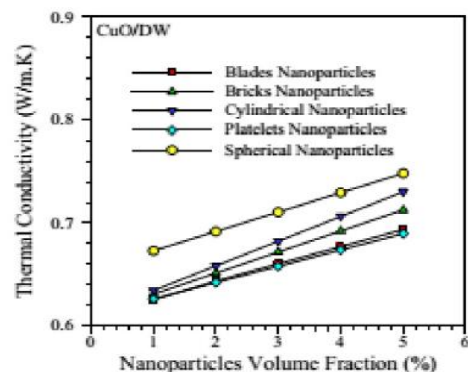 0.9
CuO/DW
Blades Nanoparticles
Bricks Nanoparticles
Cylindrical Nanoparticles
Platelets Nanoparticles
Spherical Nanoparticles
0.8
0.7
0.6
Thermal Conductivity (W/m.K)
0 1 2 3 4 5 6
Nanoparticles Volume Fraction (%)